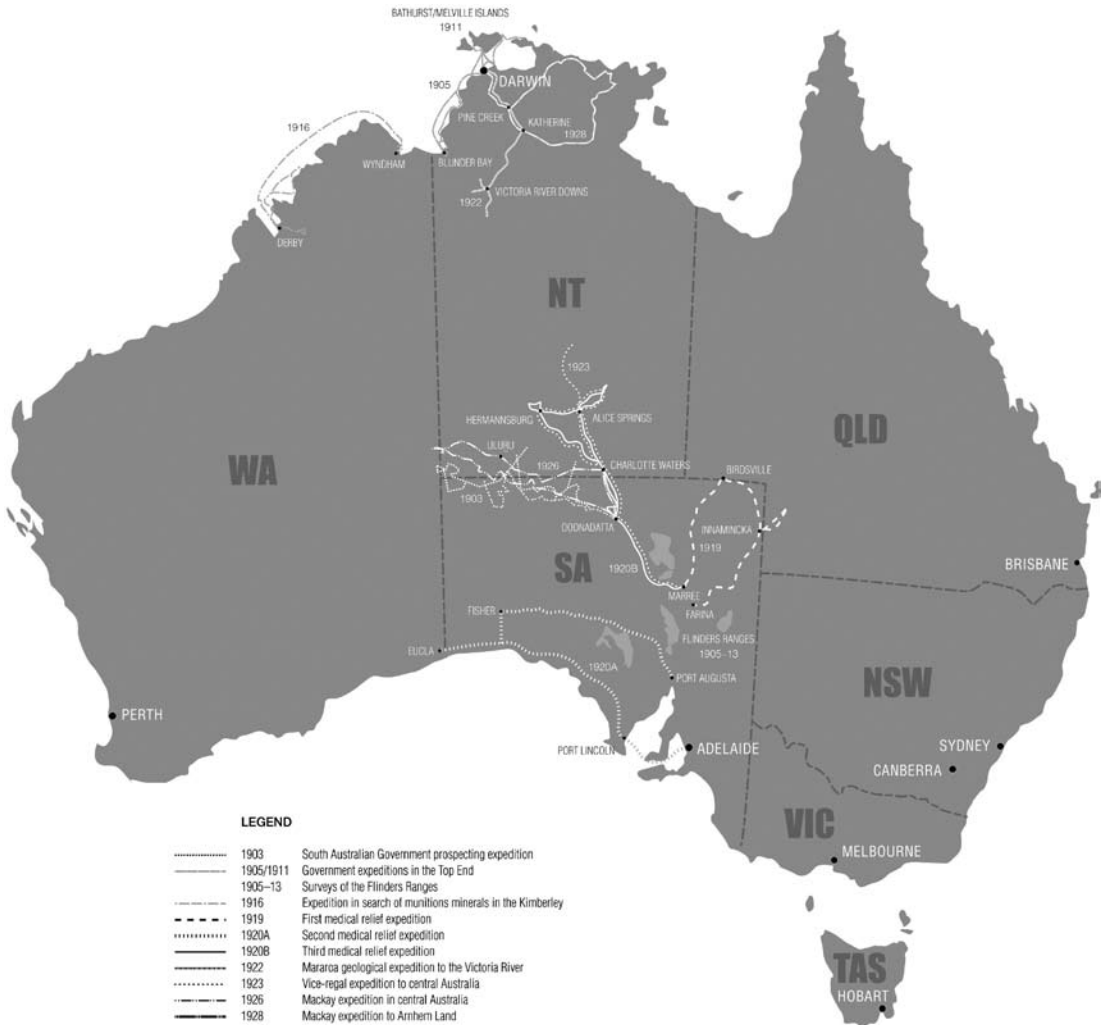 BATHURST/MELVILLE ISLANDS
1911
DARWIN
1905
PINE CREEK
KATHERINE
1916
1928
WYNDHAM
BLUNDER BAY
VICTORIA RIVER DOWNS
1922
DERBY
NT
1923
HERMANNSBURG
ALICE SPRINGS
QLD
ULURU
WA
1926
CHARLOTTE WATERS
BIRDSVILLE
1903
OODNADATTA
INNAMINCKA
1919
BRISBANE
SA
1920B
MARREE
FARINA
FISHER
FLINDERS RANGES
1905–13
EUCLA
1920A
PORT AUGUSTA
NSW
PERTH
PORT LINCOLN
ADELAIDE
SYDNEY
CANBERRA
VIC
MELBOURNE
LEGEND
1903 South Australian Government prospecting expedition
1905/1911 Government expeditions in the Top End
1905–13 Surveys of the Flinders Ranges
1916 Expedition in search of munitions minerals in the Kimberley
1919 First medical relief expedition
1920A Second medical relief expedition
1920B Third medical relief expedition
1922 Mararoa geological expedition to the Victoria River
1923 Vice-regal expedition to central Australia
1926 Mackay expedition in central Australia
1928 Mackay expedition to Arnhem Land
TAS
HOBART